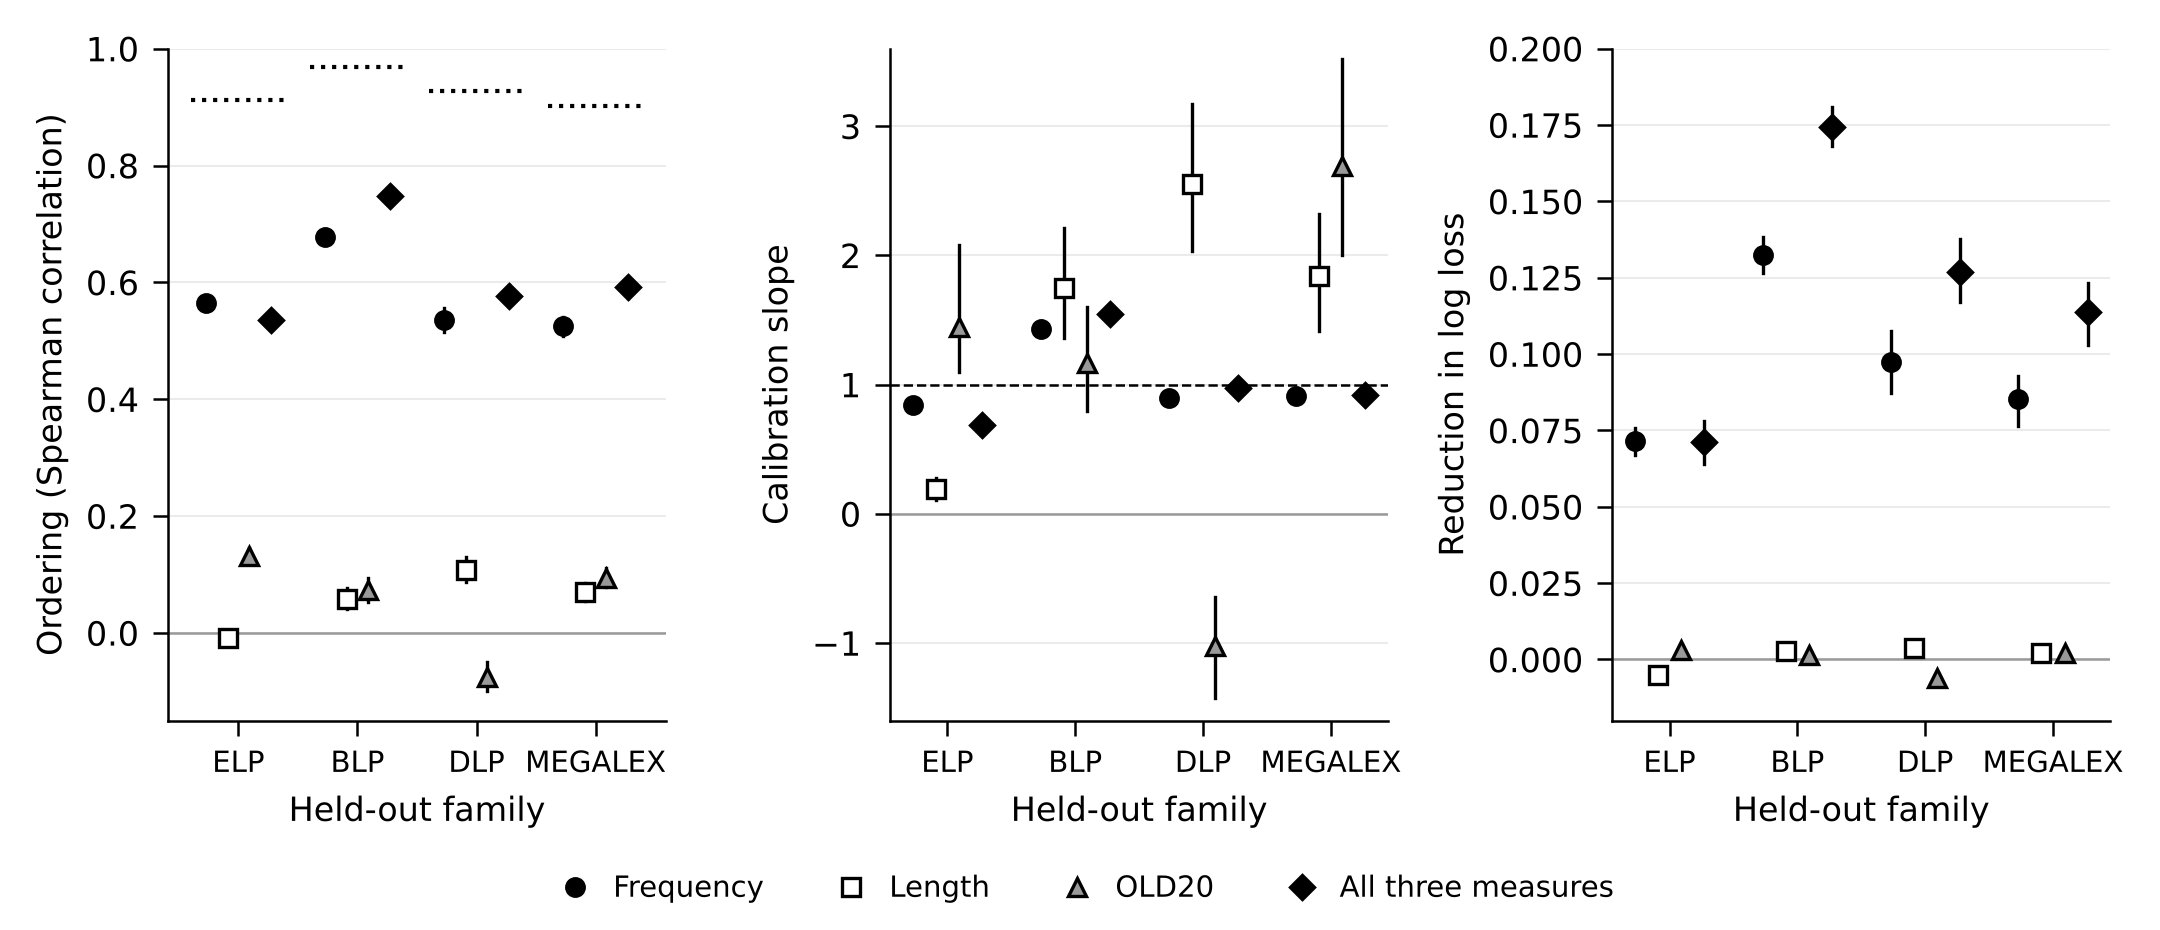 Ordering (Spearman correlation)
1.0
0.8
0.6
0.4
0.2
0.0
ELP BLP DLP MEGALEX
Held-out family
Calibration slope
3
2
1
0
−1
ELP BLP DLP MEGALEX
Held-out family
Reduction in log loss
0.200
0.175
0.150
0.125
0.100
0.075
0.050
0.025
0.000
ELP BLP DLP MEGALEX
Held-out family
Frequency Length OLD20 All three measures